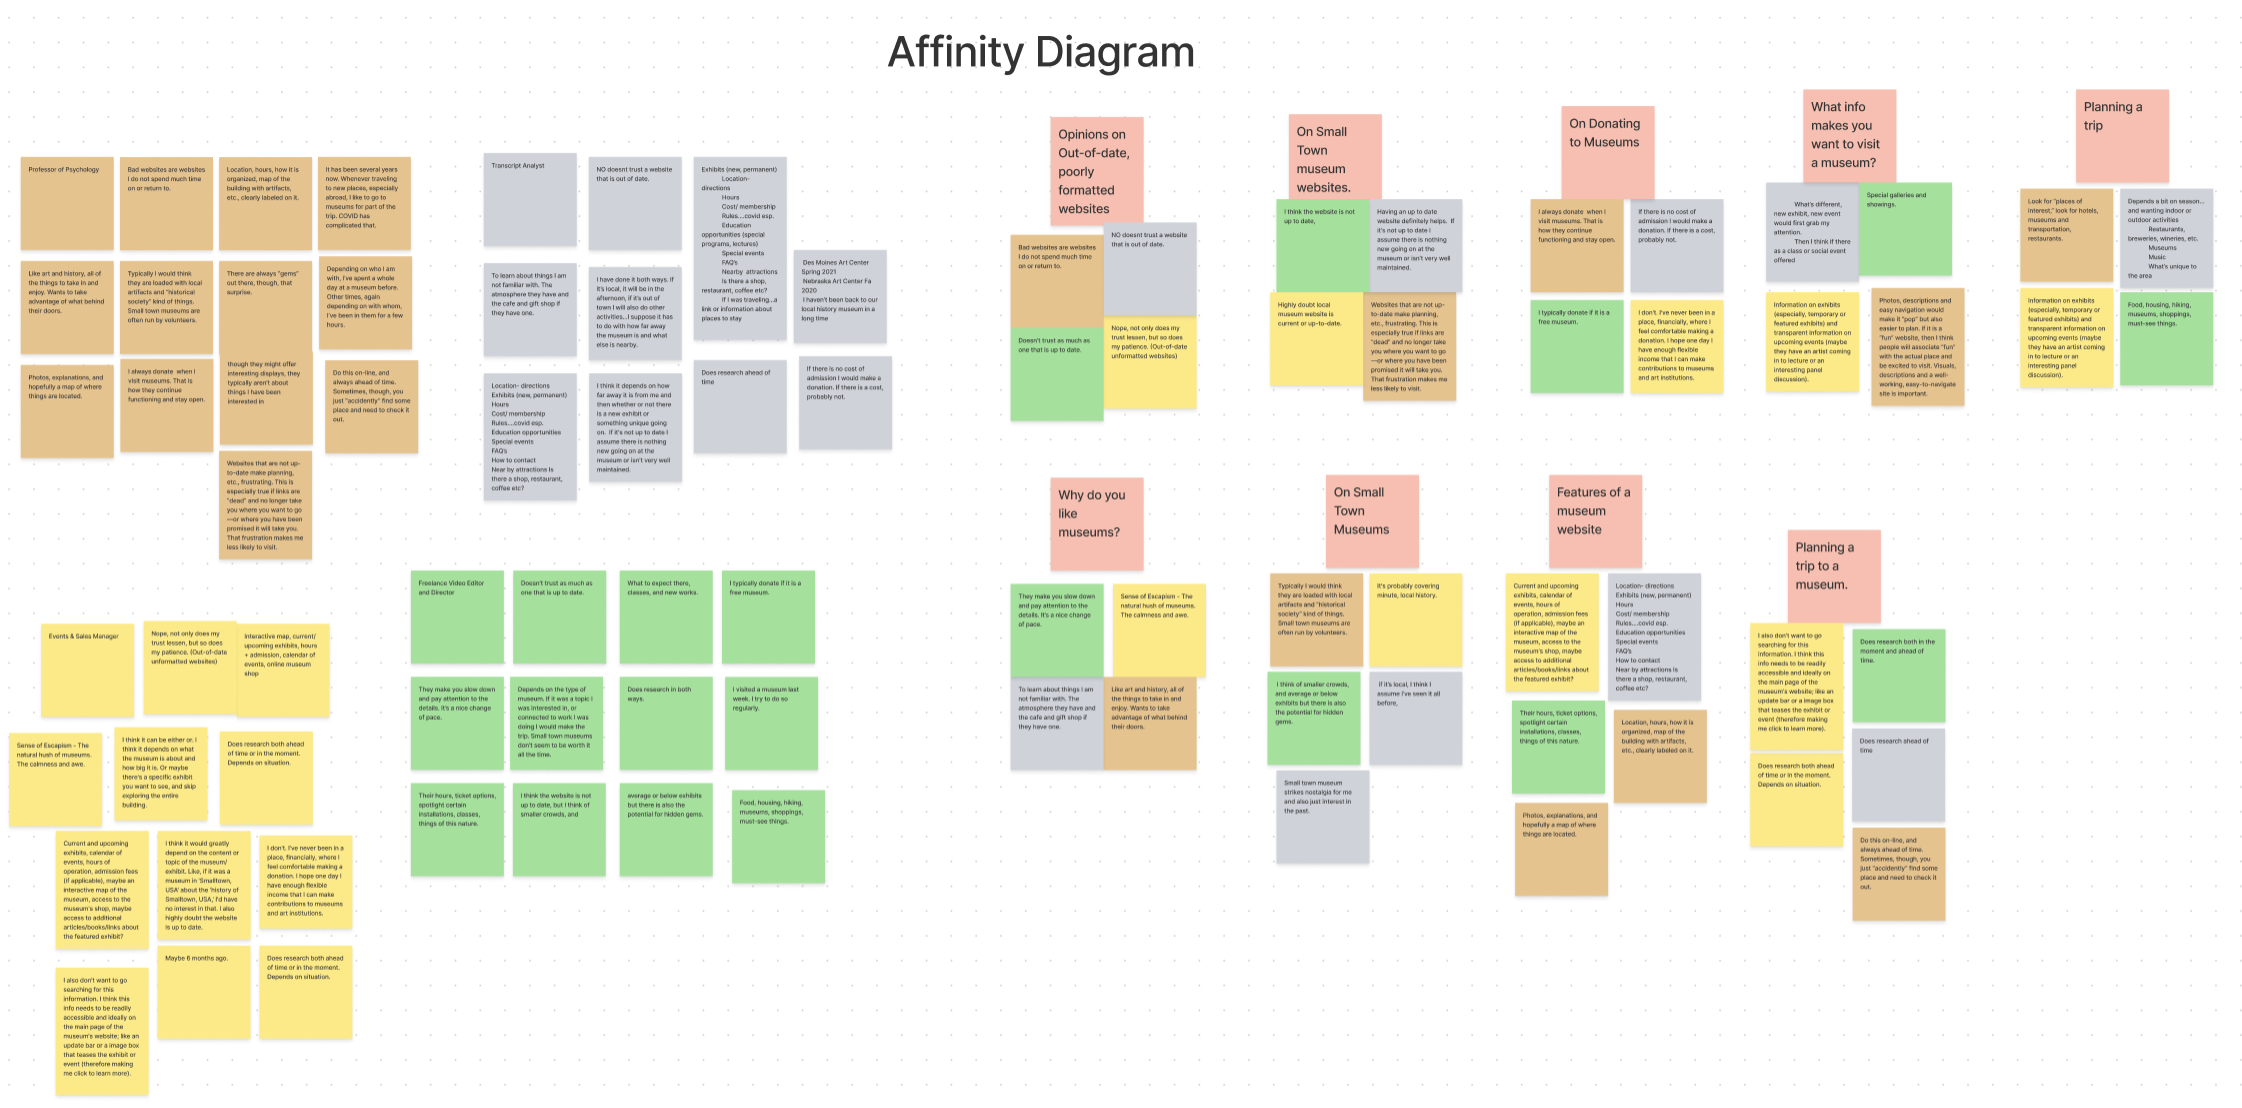 Affinity Diagram
Professor of Psychology
Bad websites are websites
I do not spend much time
on or return to.
Location, hours, how it is
organized, map of the
building with artifacts,
etc., clearly labeled on it.
It has been several years
now. Whenever traveling
to new places, especially
abroad, I like to go to
museums for part of the
trip. COVID has
complicated that.
Like art and history, all of
the things to take in and
enjoy. Wants to take
advantage of what behind
their doors.
Typically I would think
they are loaded with local
artifacts and "historical
society" kind of things.
Small town museums are
often run by volunteers.
There are always "gems"
out there, though, that
surprise.
Depending on who I am
with, I've spent a whole
day at a museum before.
Other times, again
depending on with whom,
I've been in them for a few
hours.
Photos, explanations, and
hopefully a map of where
things are located.
I always donate when I
visit museums. That is
how they continue
functioning and stay open.
though they might offer
interesting displays, they
typically aren't about
things I have been
interested in
Do this on-line, and
always ahead of time.
Sometimes, though, you
just "accidently" find some
place and need to check it
out.
Websites that are not up-
to-date make planning,
etc., frustrating. This is
especially true if links are
"dead" and no longer take
you where you want to go
—or where you have been
promised it will take you.
That frustration makes me
less likely to visit.
Transcript Analyst
NO doesnt trust a website
that is out of date.
Exhibits (new, permanent)
Location-
directions
Hours
Cost/ membership
Rules....covid esp.
Education
opportunities (special
programs, lectures)
Special events
FAQ's
Nearby attractions
Is there a shop,
restaurant, coffee etc?
If I was traveling...a
link or information about
places to stay
Des Moines Art Center
Spring 2021
Nebraska Art Center Fa
2020
I haven't been back to our
local history museum in a
long time
To learn about things I am
not familiar with. The
atmosphere they have and
the cafe and gift shop if
they have one.
I have done it both ways. If
it's local, it will be in the
afternoon, if it's out of
town I will also do other
activities...I suppose it has
to do with how far away
the museum is and what
else is nearby.
Location- directions
Exhibits (new, permanent)
Hours
Cost/ membership
Rules....covid esp.
Education opportunities
Special events
FAQ's
How to contact
Near by attractions Is
there a shop, restaurant,
coffee etc?
I think it depends on how
far away it is from me and
then whether or not there
is a new exhibit or
something unique going
on. If it's not up to date I
assume there is nothing
new going on at the
museum or isn't very well
maintained.
Does research ahead of
time
If there is no cost of
admission I would make a
donation. If there is a cost,
probably not.
Events & Sales Manager
Nope, not only does my
trust lessen, but so does
my patience. (Out-of-date
unformatted websites)
Interactive map, current/
upcoming exhibits, hours
+ admission, calendar of
events, online museum
shop
Sense of Escapism - The
natural hush of museums.
The calmness and awe.
I think it can be either or. I
think it depends on what
the museum is about and
how big it is. Or maybe
there's a specific exhibit
you want to see, and skip
exploring the entire
building.
Does research both ahead
of time or in the moment.
Depends on situation.
Current and upcoming
exhibits, calendar of
events, hours of
operation, admission fees
(if applicable), maybe an
interactive map of the
museum, access to the
museum's shop, maybe
access to additional
articles/books/links about
the featured exhibit?
I think it would greatly
depend on the content or
topic of the museum/
exhibit. Like, if it was a
museum in 'Smalltown,
USA' about the 'history of
Smalltown, USA,' I'd have
no interest in that. I also
highly doubt the website
is up to date.
I don't. I've never been in a
place, financially, where I
feel comfortable making a
donation. I hope one day I
have enough flexible
income that I can make
contributions to museums
and art institutions.
I also don't want to go
searching for this
information. I think this
info needs to be readily
accessible and ideally on
the main page of the
museum's website; like an
update bar or a image box
that teases the exhibit or
event (therefore making
me click to learn more).
Maybe 6 months ago.
Does research both ahead
of time or in the moment.
Depends on situation.
Freelance Video Editor
and Director
Doesn't trust as much as
one that is up to date.
What to expect there,
classes, and new works.
I typically donate if it is a
free museum.
They make you slow down
and pay attention to the
details. It's a nice change
of pace.
Depends on the type of
museum. If it was a topic I
was interested in, or
connected to work I was
doing I would make the
trip. Small town museums
don't seem to be worth it
all the time.
Does research in both
ways.
I visited a museum last
week. I try to do so
regularly.
Their hours, ticket options,
spotlight certain
installations, classes,
things of this nature.
I think the website is not
up to date, but I think of
smaller crowds, and
average or below exhibits
but there is also the
potential for hidden gems.
Food, housing, hiking,
museums, shoppings,
must-see things.
Opinions on
Out-of-date,
poorly
formatted
websites
Bad websites are websites
I do not spend much time
on or return to.
NO doesnt trust a website
that is out of date.
Doesn't trust as much as
one that is up to date.
Nope, not only does my
trust lessen, but so does
my patience. (Out-of-date
unformatted websites)
On Small
Town
museum
websites.
I think the website is not
up to date,
Having an up to date
website definitely helps. If
it's not up to date I
assume there is nothing
new going on at the
museum or isn't very well
maintained.
Highly doubt local
museum website is
current or up-to-date.
Websites that are not up-
to-date make planning,
etc., frustrating. This is
especially true if links are
"dead" and no longer take
you where you want to go
—or where you have been
promised it will take you.
That frustration makes me
less likely to visit.
On Donating
to Museums
I always donate when I
visit museums. That is
how they continue
functioning and stay open.
If there is no cost of
admission I would make a
donation. If there is a cost,
probably not.
I typically donate if it is a
free museum.
I don't. I've never been in a
place, financially, where I
feel comfortable making a
donation. I hope one day I
have enough flexible
income that I can make
contributions to museums
and art institutions.
What info
makes you
want to visit
a museum?
What's different,
new exhibit, new event
would first grab my
attention.
Then I think if there
as a class or social event
offered
Special galleries and
showings.
Information on exhibits
(especially, temporary or
featured exhibits) and
transparent information on
upcoming events (maybe
they have an artist coming
in to lecture or an
interesting panel
discussion).
Photos, descriptions and
easy navigation would
make it "pop" but also
easier to plan. If it is a
"fun" website, then I think
people will associate "fun"
with the actual place and
be excited to visit. Visuals,
descriptions and a well-
working, easy-to-navigate
site is important.
Planning a
trip
Look for "places of
interest," look for hotels,
museums and
transportation,
restaurants.
Depends a bit on season...
and wanting indoor or
outdoor activities
Restaurants,
breweries, wineries, etc.
Museums
Music
What's unique to
the area
Information on exhibits
(especially, temporary or
featured exhibits) and
transparent information on
upcoming events (maybe
they have an artist coming
in to lecture or an
interesting panel
discussion).
Food, housing, hiking,
museums, shoppings,
must-see things.
Why do you
like
museums?
They make you slow down
and pay attention to the
details. It's a nice change
of pace.
Sense of Escapism - The
natural hush of museums.
The calmness and awe.
To learn about things I am
not familiar with. The
atmosphere they have and
the cafe and gift shop if
they have one.
Like art and history, all of
the things to take in and
enjoy. Wants to take
advantage of what behind
their doors.
On Small
Town
Museums
Typically I would think
they are loaded with local
artifacts and "historical
society" kind of things.
Small town museums are
often run by volunteers.
It's probably covering
minute, local history.
I think of smaller crowds,
and average or below
exhibits but there is also
the potential for hidden
gems.
if it's local, I think I
assume I've seen it all
before,
Small town museum
strikes nostalgia for me
and also just interest in
the past.
Features of a
museum
website
Current and upcoming
exhibits, calendar of
events, hours of
operation, admission fees
(if applicable), maybe an
interactive map of the
museum, access to the
museum's shop, maybe
access to additional
articles/books/links about
the featured exhibit?
Location- directions
Exhibits (new, permanent)
Hours
Cost/ membership
Rules....covid esp.
Education opportunities
Special events
FAQ's
How to contact
Near by attractions Is
there a shop, restaurant,
coffee etc?
Their hours, ticket options,
spotlight certain
installations, classes,
things of this nature.
Location, hours, how it is
organized, map of the
building with artifacts,
etc., clearly labeled on it.
Photos, explanations, and
hopefully a map of where
things are located.
Planning a
trip to a
museum.
I also don't want to go
searching for this
information. I think this
info needs to be readily
accessible and ideally on
the main page of the
museum's website; like an
update bar or a image box
that teases the exhibit or
event (therefore making
me click to learn more).
Does research both in the
moment and ahead of
time.
Does research both ahead
of time or in the moment.
Depends on situation.
Does research ahead of
time
Do this on-line, and
always ahead of time.
Sometimes, though, you
just "accidently" find some
place and need to check it
out.